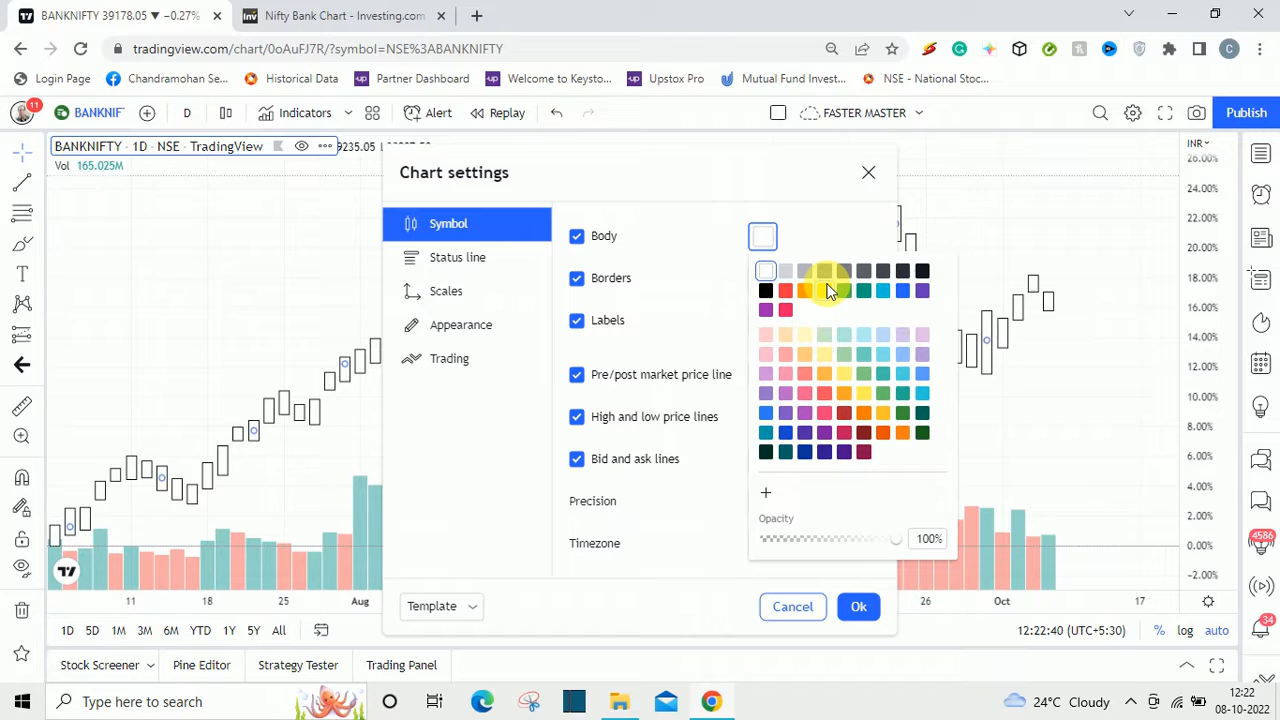 BANKNIFTY 39178.05 ▼ −0.27%
Nifty Bank Chart - Investing.com
tradingview.com/chart/0oAuFJ7R/?symbol=NSE%3ABANKNIFTY
C
Login Page
Chandramohan Se...
Historical Data
Partner Dashboard
Welcome to Keysto...
Upstox Pro
Mutual Fund Invest...
NSE - National Stoc...
11
BANKNIF
D
Indicators
Alert
Replay
FASTER MASTER
Publish
BANKNIFTY · 1D · NSE · TradingView
INR
Vol 165.025M
26.00%
24.00%
22.00%
20.00%
18.00%
16.00%
14.00%
12.00%
10.00%
8.00%
6.00%
4.00%
2.00%
0.00%
−2.00%
Chart settings
Symbol
Status line
Scales
Appearance
Trading
Body
Borders
Labels
Pre/post market price line
High and low price lines
Bid and ask lines
Precision
Timezone
Opacity
100%
Template
Cancel
Ok
11
18
25
Aug
26
Oct
17
4586
34
1D
5D
1M
3M
6M
YTD
1Y
5Y
All
12:22:40 (UTC+5:30)
%
log
auto
Stock Screener
Pine Editor
Strategy Tester
Trading Panel
Type here to search
24°C Cloudy
12:22
08-10-2022